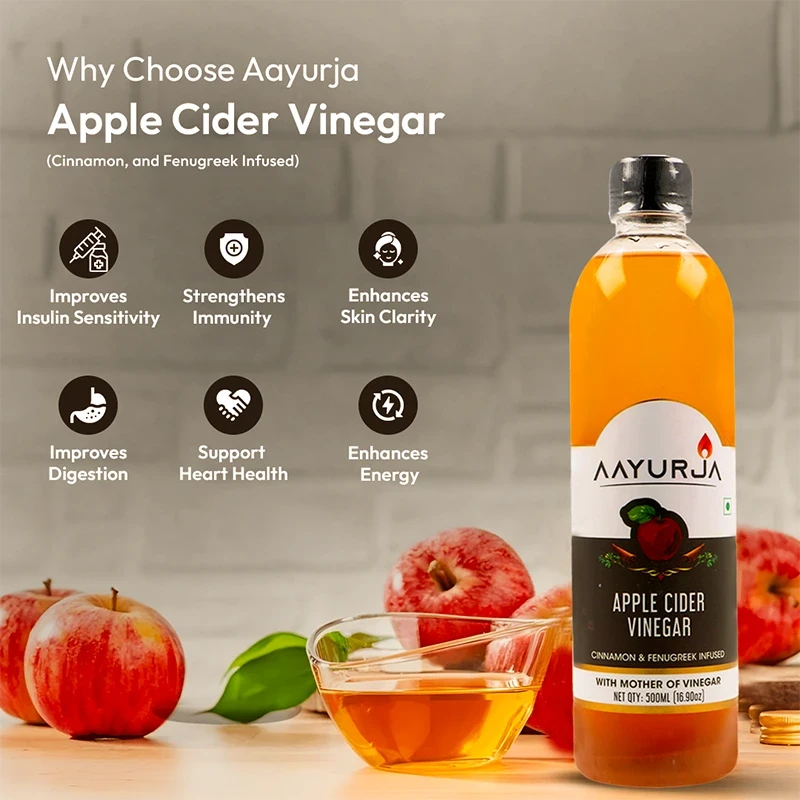 Why Choose Aayurja
Apple Cider Vinegar
(Cinnamon, and Fenugreek Infused)
Improves
Insulin Sensitivity
Strengthens
Immunity
Enhances
Skin Clarity
Improves
Digestion
Support
Heart Health
Enhances
Energy
AAYURJA
APPLE CIDER
VINEGAR
CINNAMON & FENUGREEK INFUSED
WITH MOTHER OF VINEGAR
NET QTY: 500ML (16.90oz)